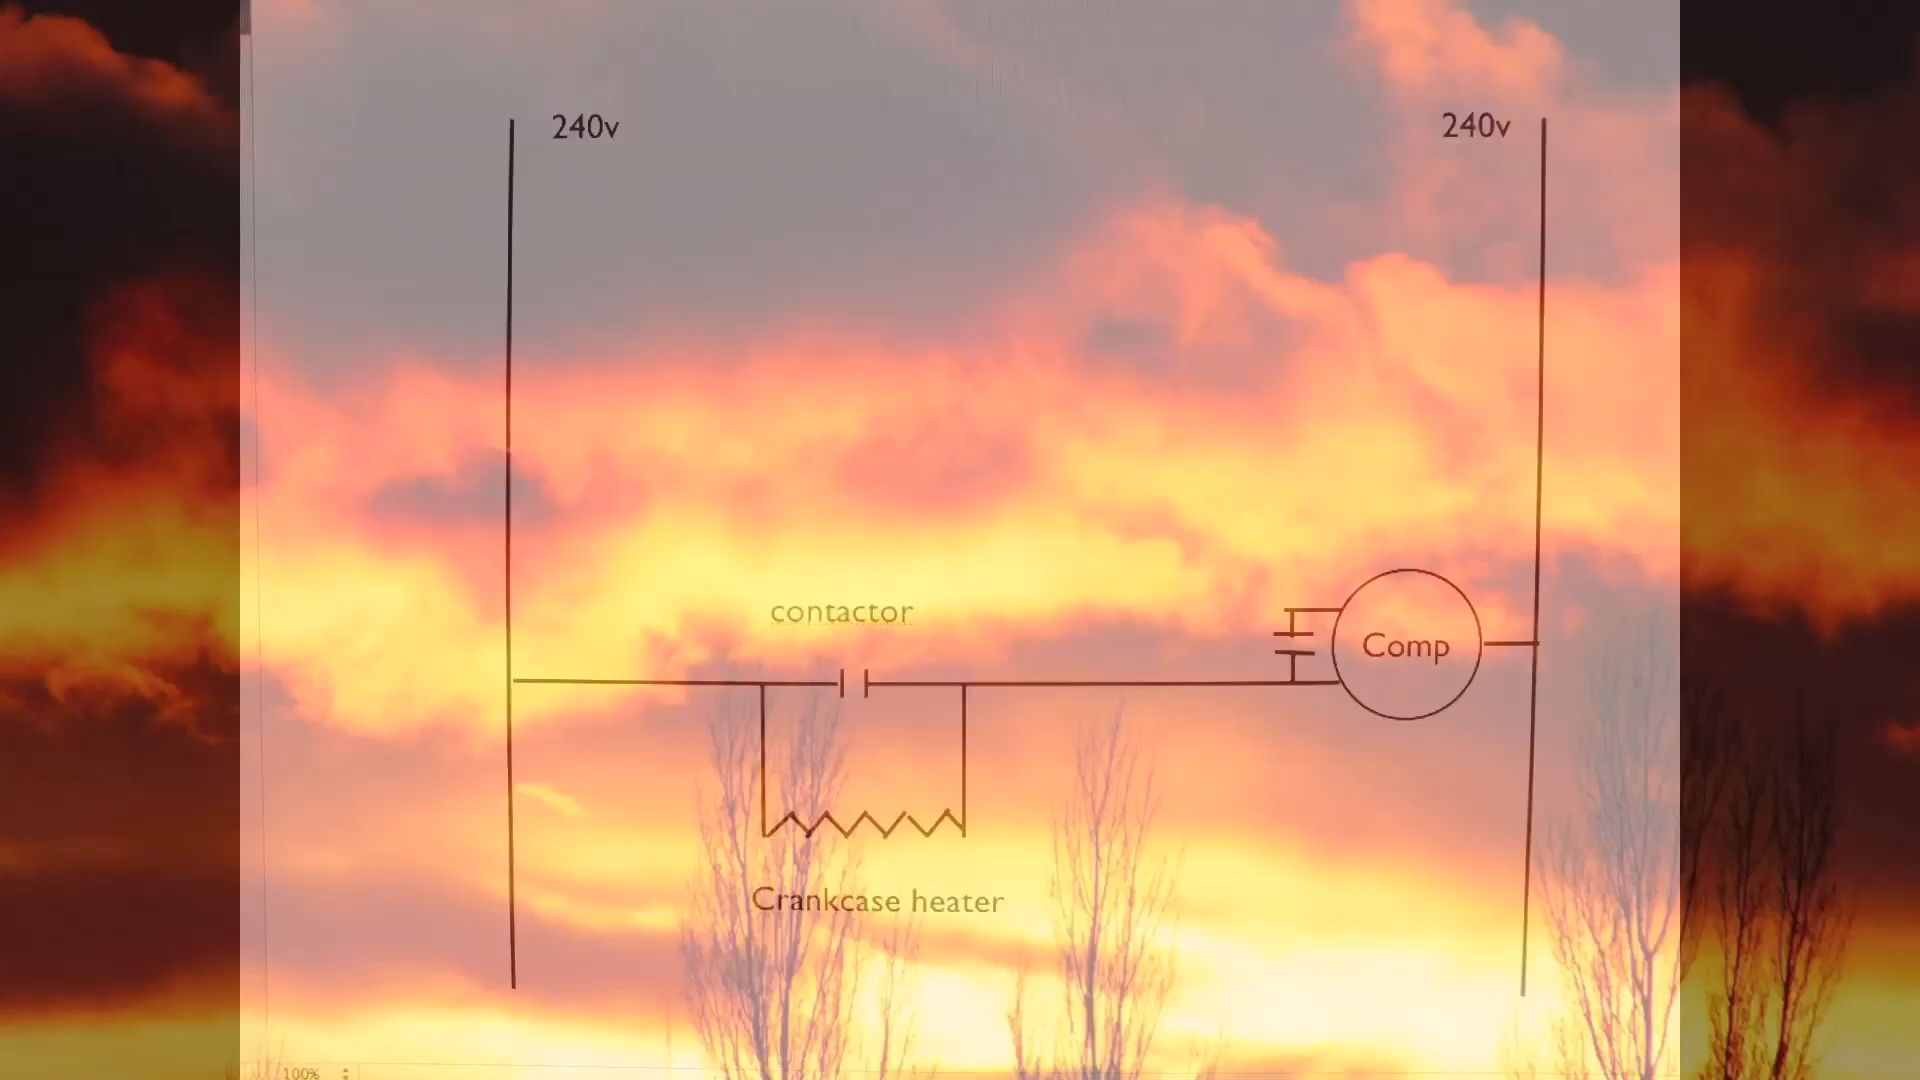 240v
240v
contactor
Comp
Crankcase heater
100%